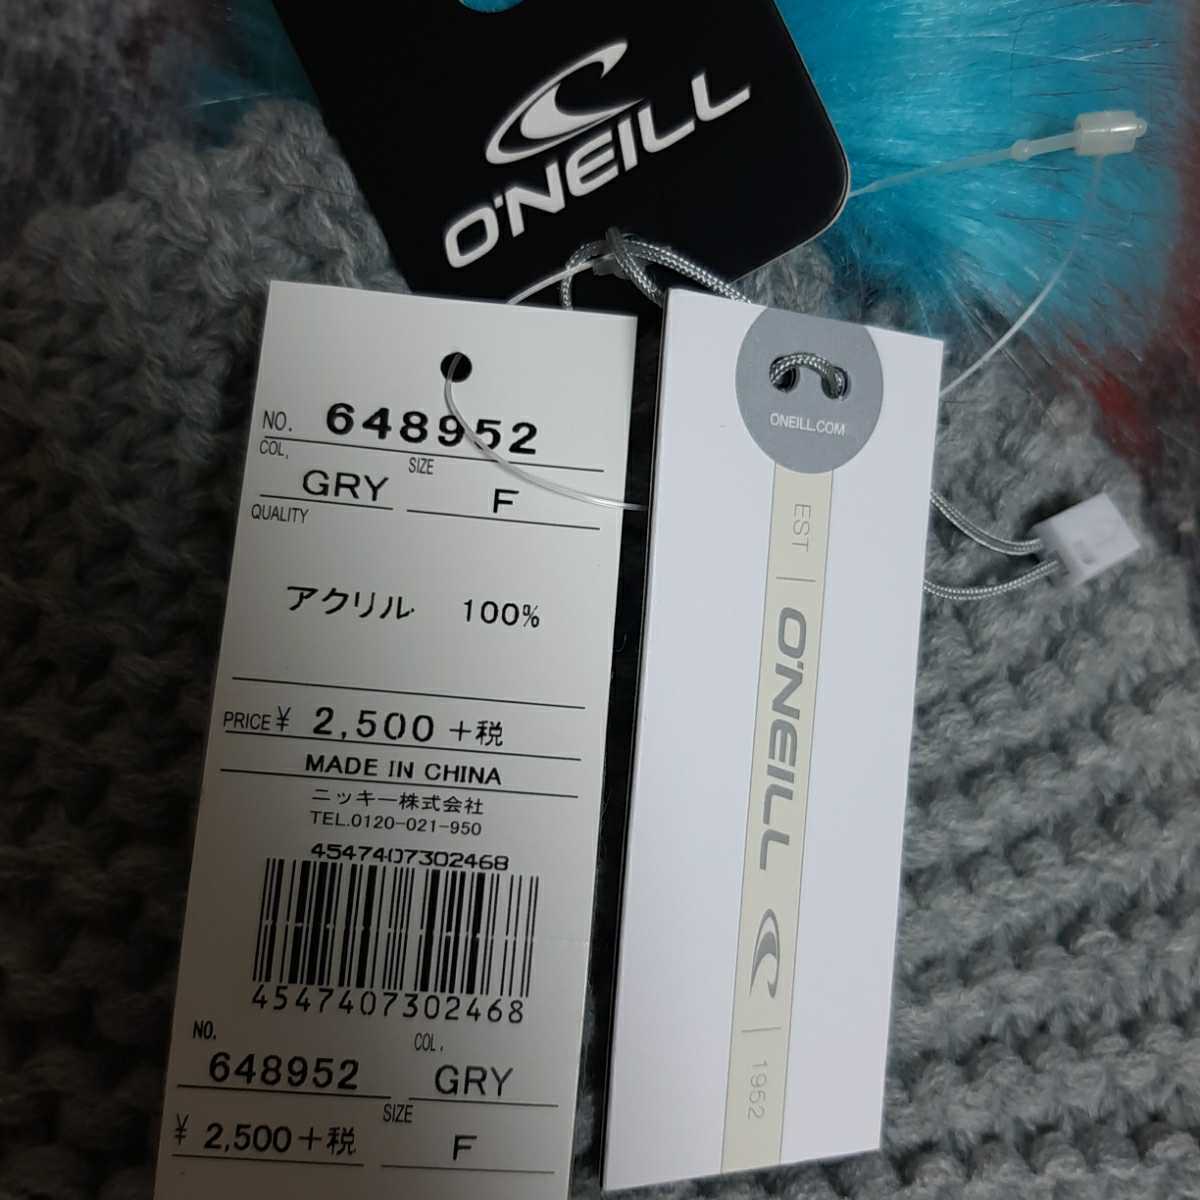 O'NEILL
NO. 648952
COL. SIZE
GRY F
QUALITY
アクリル 100%
PRICE ¥ 2,500 +税
MADE IN CHINA
ニッキー株式会社
TEL.0120-021-950
4547407302468
4547407302468
NO. COL.
648952 GRY
SIZE
¥ 2,500+税 F
ONEILL.COM
EST | O'NEILL | 1952